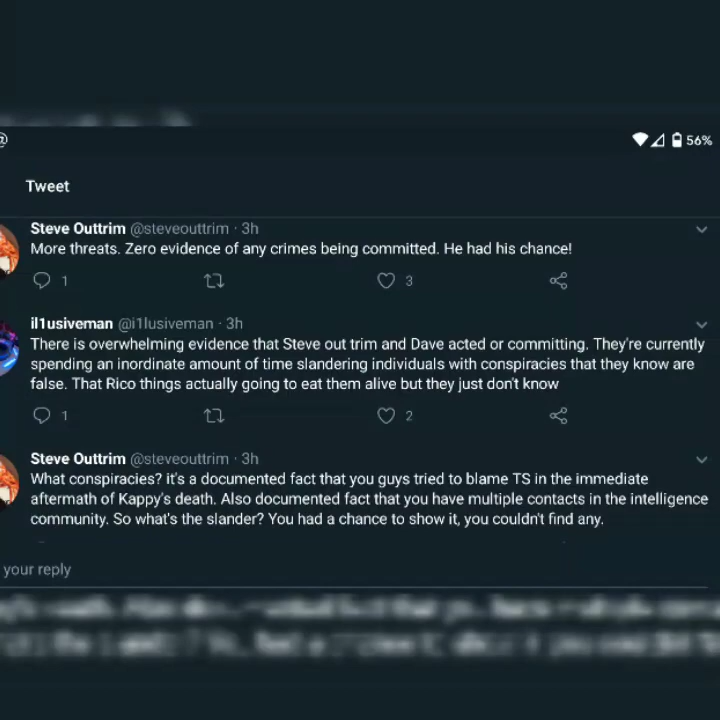 @
56%
Tweet
Steve Outtrim @steveouttrim · 3h
More threats. Zero evidence of any crimes being committed. He had his chance!
1 3
il1usiveman @i1lusiveman · 3h
There is overwhelming evidence that Steve out trim and Dave acted or committing. They're currently
spending an inordinate amount of time slandering individuals with conspiracies that they know are
false. That Rico things actually going to eat them alive but they just don't know
1 2
Steve Outtrim @steveouttrim · 3h
What conspiracies? it's a documented fact that you guys tried to blame TS in the immediate
aftermath of Kappy's death. Also documented fact that you have multiple contacts in the intelligence
community. So what's the slander? You had a chance to show it, you couldn't find any.
your reply